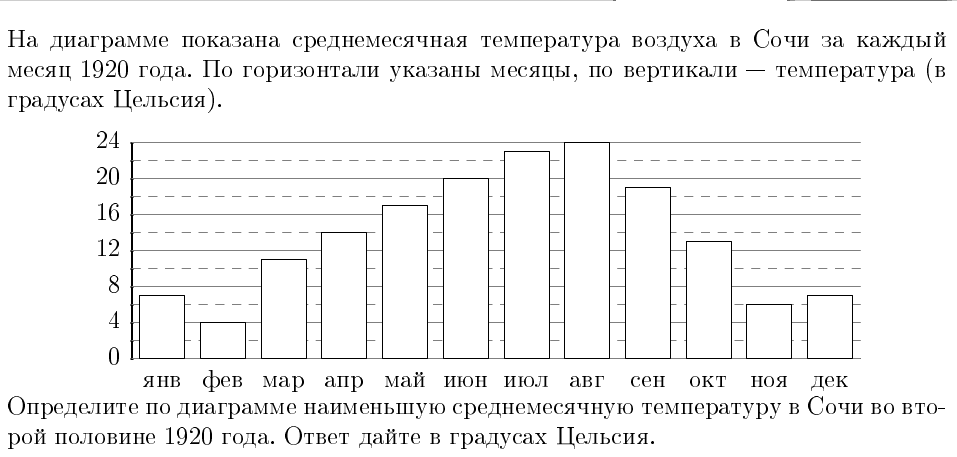 На диаграмме показана среднемесячная температура воздуха в Сочи за каждый
месяц 1920 года. По горизонтали указаны месяцы, по вертикали — температура (в
градусах Цельсия).
24
20
16
12
8
4
0
янв фев мар апр май июн июл авг сен окт ноя дек
Определите по диаграмме наименьшую среднемесячную температуру в Сочи во вто-
рой половине 1920 года. Ответ дайте в градусах Цельсия.